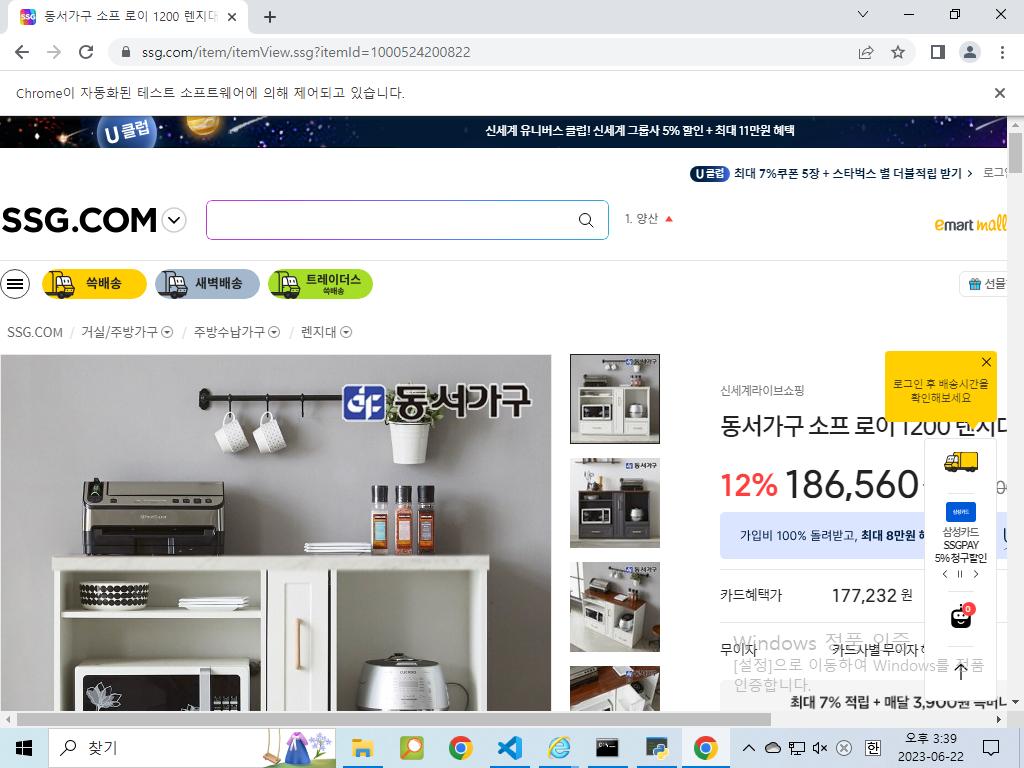 동서가구 소프 로이 1200 렌지대
ssg.com/item/itemView.ssg?itemId=1000524200822
Chrome이 자동화된 테스트 소프트웨어에 의해 제어되고 있습니다.
U클럽
신세계 유니버스 클럽! 신세계 그룹사 5% 할인 + 최대 11만원 혜택
U클럽 최대 7%쿠폰 5장 + 스타벅스 별 더블적립 받기 > 로그인
SSG.COM
1. 양산
emart mall
쓱배송
새벽배송
트레이더스
쓱배송
선물
SSG.COM / 거실/주방가구 / 주방수납가구 / 렌지대
동서가구
신세계라이브쇼핑
로그인 후 배송시간을
확인해보세요
동서가구 소프 로이 1200 렌지대
12% 186,560
가입비 100% 돌려받고, 최대 8만원
삼성카드
삼성카드
SSGPAY
5% 청구할인
카드혜택가 177,232 원
0
무이자 카드사별 무이자
Windows 정품 인증
[설정]으로 이동하여 Windows를 정품
인증합니다.
최대 7% 적립 + 매달 3,900원
찾기
한
오후 3:39
2023-06-22